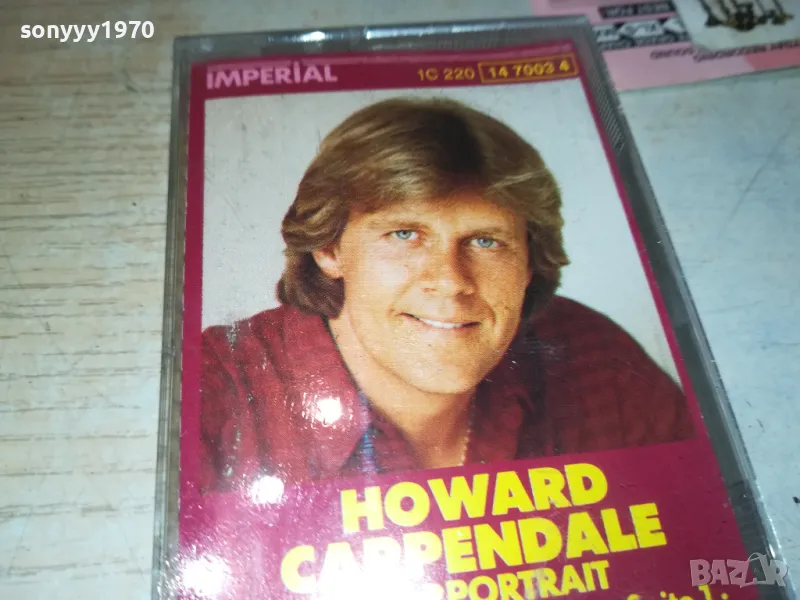 sonyyy1970
IMPERIAL 1C 220 14 7003 4
HOWARD
CARPENDALE
PORTRAIT
BAZAR